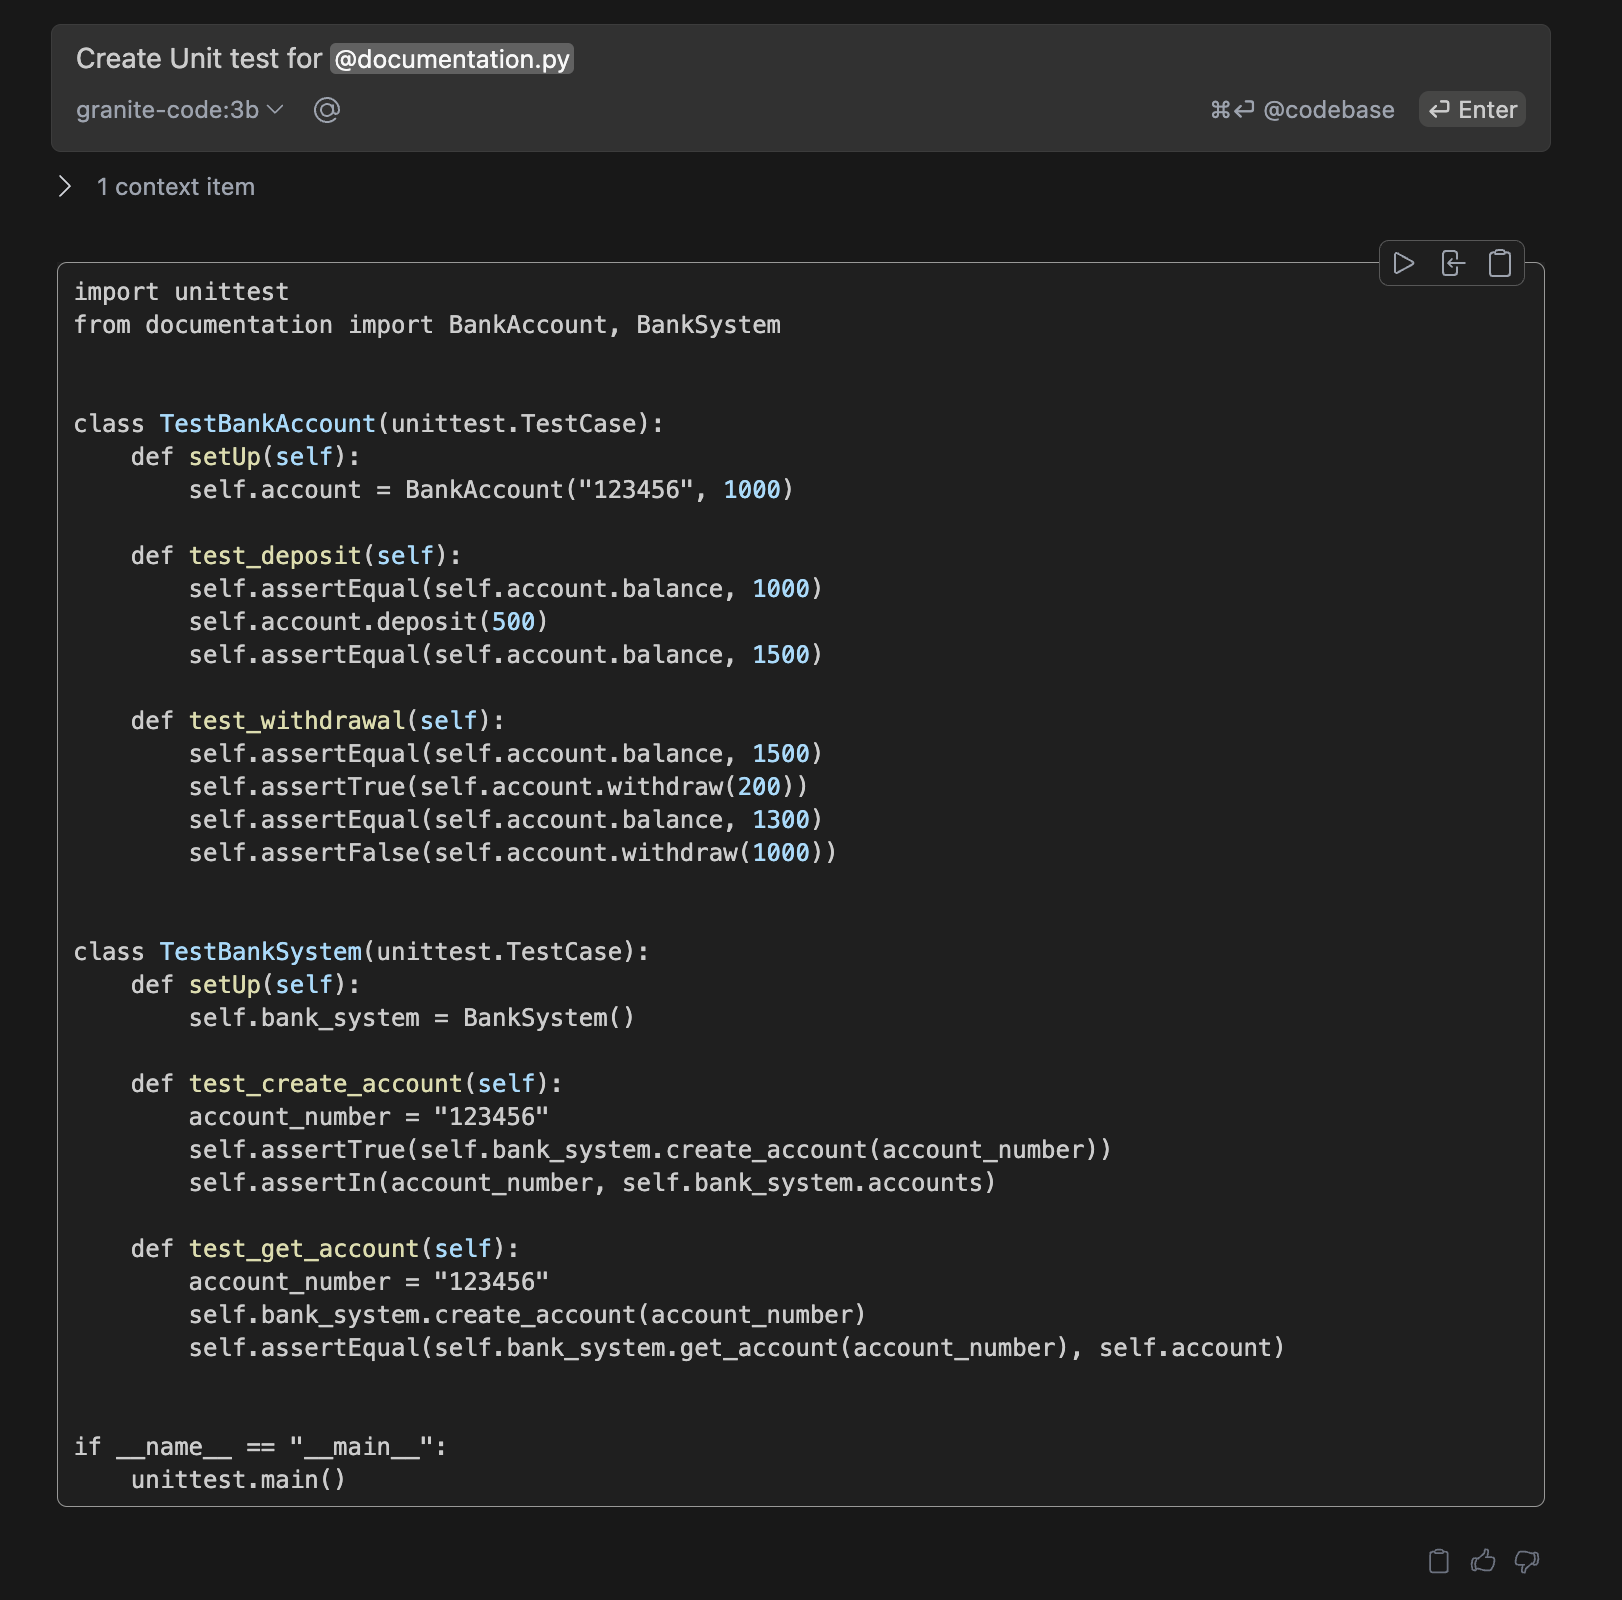 Create Unit test for @documentation.py
granite-code:3b @ ⌘⏎ @codebase ⏎ Enter
1 context item
import unittest
from documentation import BankAccount, BankSystem
class TestBankAccount(unittest.TestCase):
    def setUp(self):
        self.account = BankAccount("123456", 1000)
    def test_deposit(self):
        self.assertEqual(self.account.balance, 1000)
        self.account.deposit(500)
        self.assertEqual(self.account.balance, 1500)
    def test_withdrawal(self):
        self.assertEqual(self.account.balance, 1500)
        self.assertTrue(self.account.withdraw(200))
        self.assertEqual(self.account.balance, 1300)
        self.assertFalse(self.account.withdraw(1000))
class TestBankSystem(unittest.TestCase):
    def setUp(self):
        self.bank_system = BankSystem()
    def test_create_account(self):
        account_number = "123456"
        self.assertTrue(self.bank_system.create_account(account_number))
        self.assertIn(account_number, self.bank_system.accounts)
    def test_get_account(self):
        account_number = "123456"
        self.bank_system.create_account(account_number)
        self.assertEqual(self.bank_system.get_account(account_number), self.account)
if __name__ == "__main__":
    unittest.main()